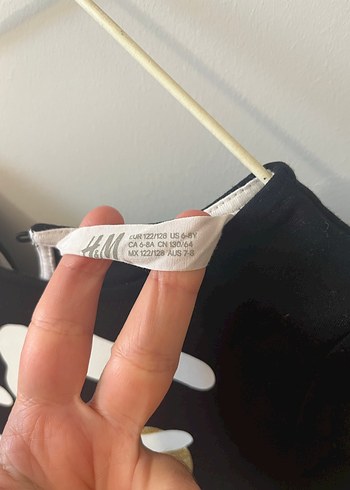 H&M
EUR 122/128 US 6-8Y
CA 6-8A CN 130/64
MX 122/128 AUS 7-8